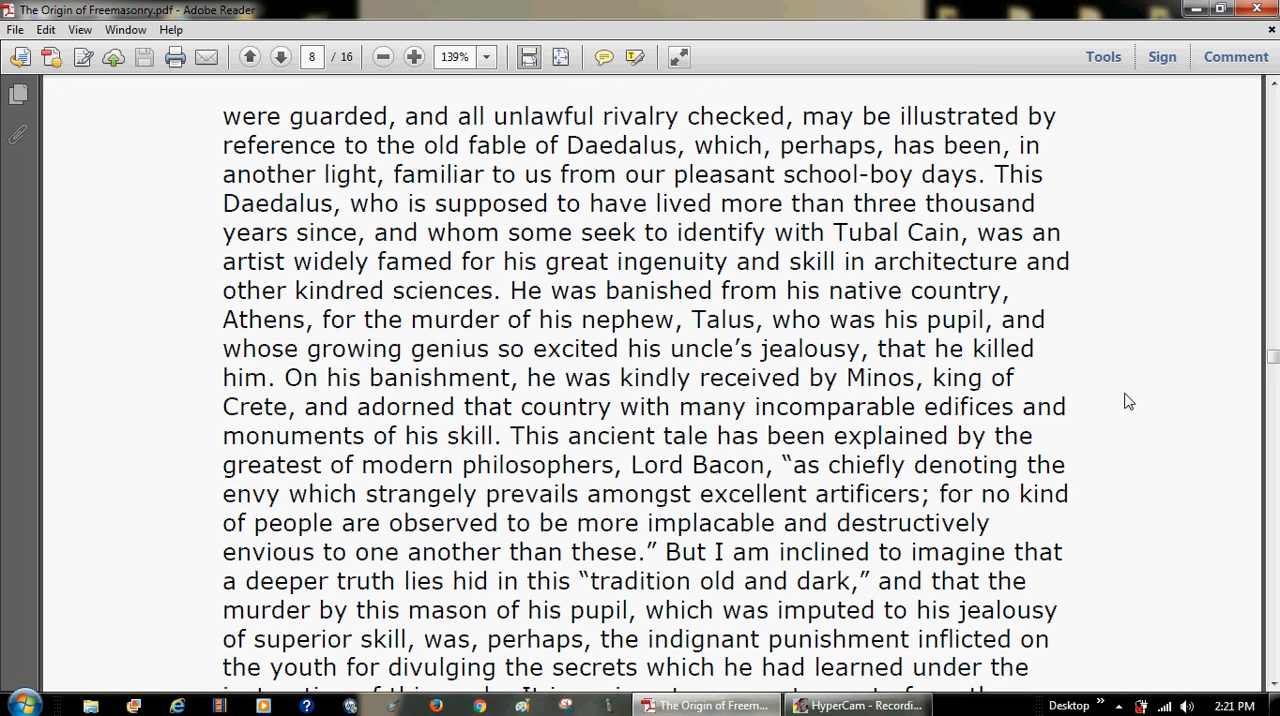 The Origin of Freemasonry.pdf - Adobe Reader
File Edit View Window Help
8 / 16 139% Tools Sign Comment
were guarded, and all unlawful rivalry checked, may be illustrated by
reference to the old fable of Daedalus, which, perhaps, has been, in
another light, familiar to us from our pleasant school-boy days. This
Daedalus, who is supposed to have lived more than three thousand
years since, and whom some seek to identify with Tubal Cain, was an
artist widely famed for his great ingenuity and skill in architecture and
other kindred sciences. He was banished from his native country,
Athens, for the murder of his nephew, Talus, who was his pupil, and
whose growing genius so excited his uncle’s jealousy, that he killed
him. On his banishment, he was kindly received by Minos, king of
Crete, and adorned that country with many incomparable edifices and
monuments of his skill. This ancient tale has been explained by the
greatest of modern philosophers, Lord Bacon, “as chiefly denoting the
envy which strangely prevails amongst excellent artificers; for no kind
of people are observed to be more implacable and destructively
envious to one another than these.” But I am inclined to imagine that
a deeper truth lies hid in this “tradition old and dark,” and that the
murder by this mason of his pupil, which was imputed to his jealousy
of superior skill, was, perhaps, the indignant punishment inflicted on
the youth for divulging the secrets which he had learned under the
The Origin of Freem... HyperCam - Recordi... Desktop 2:21 PM